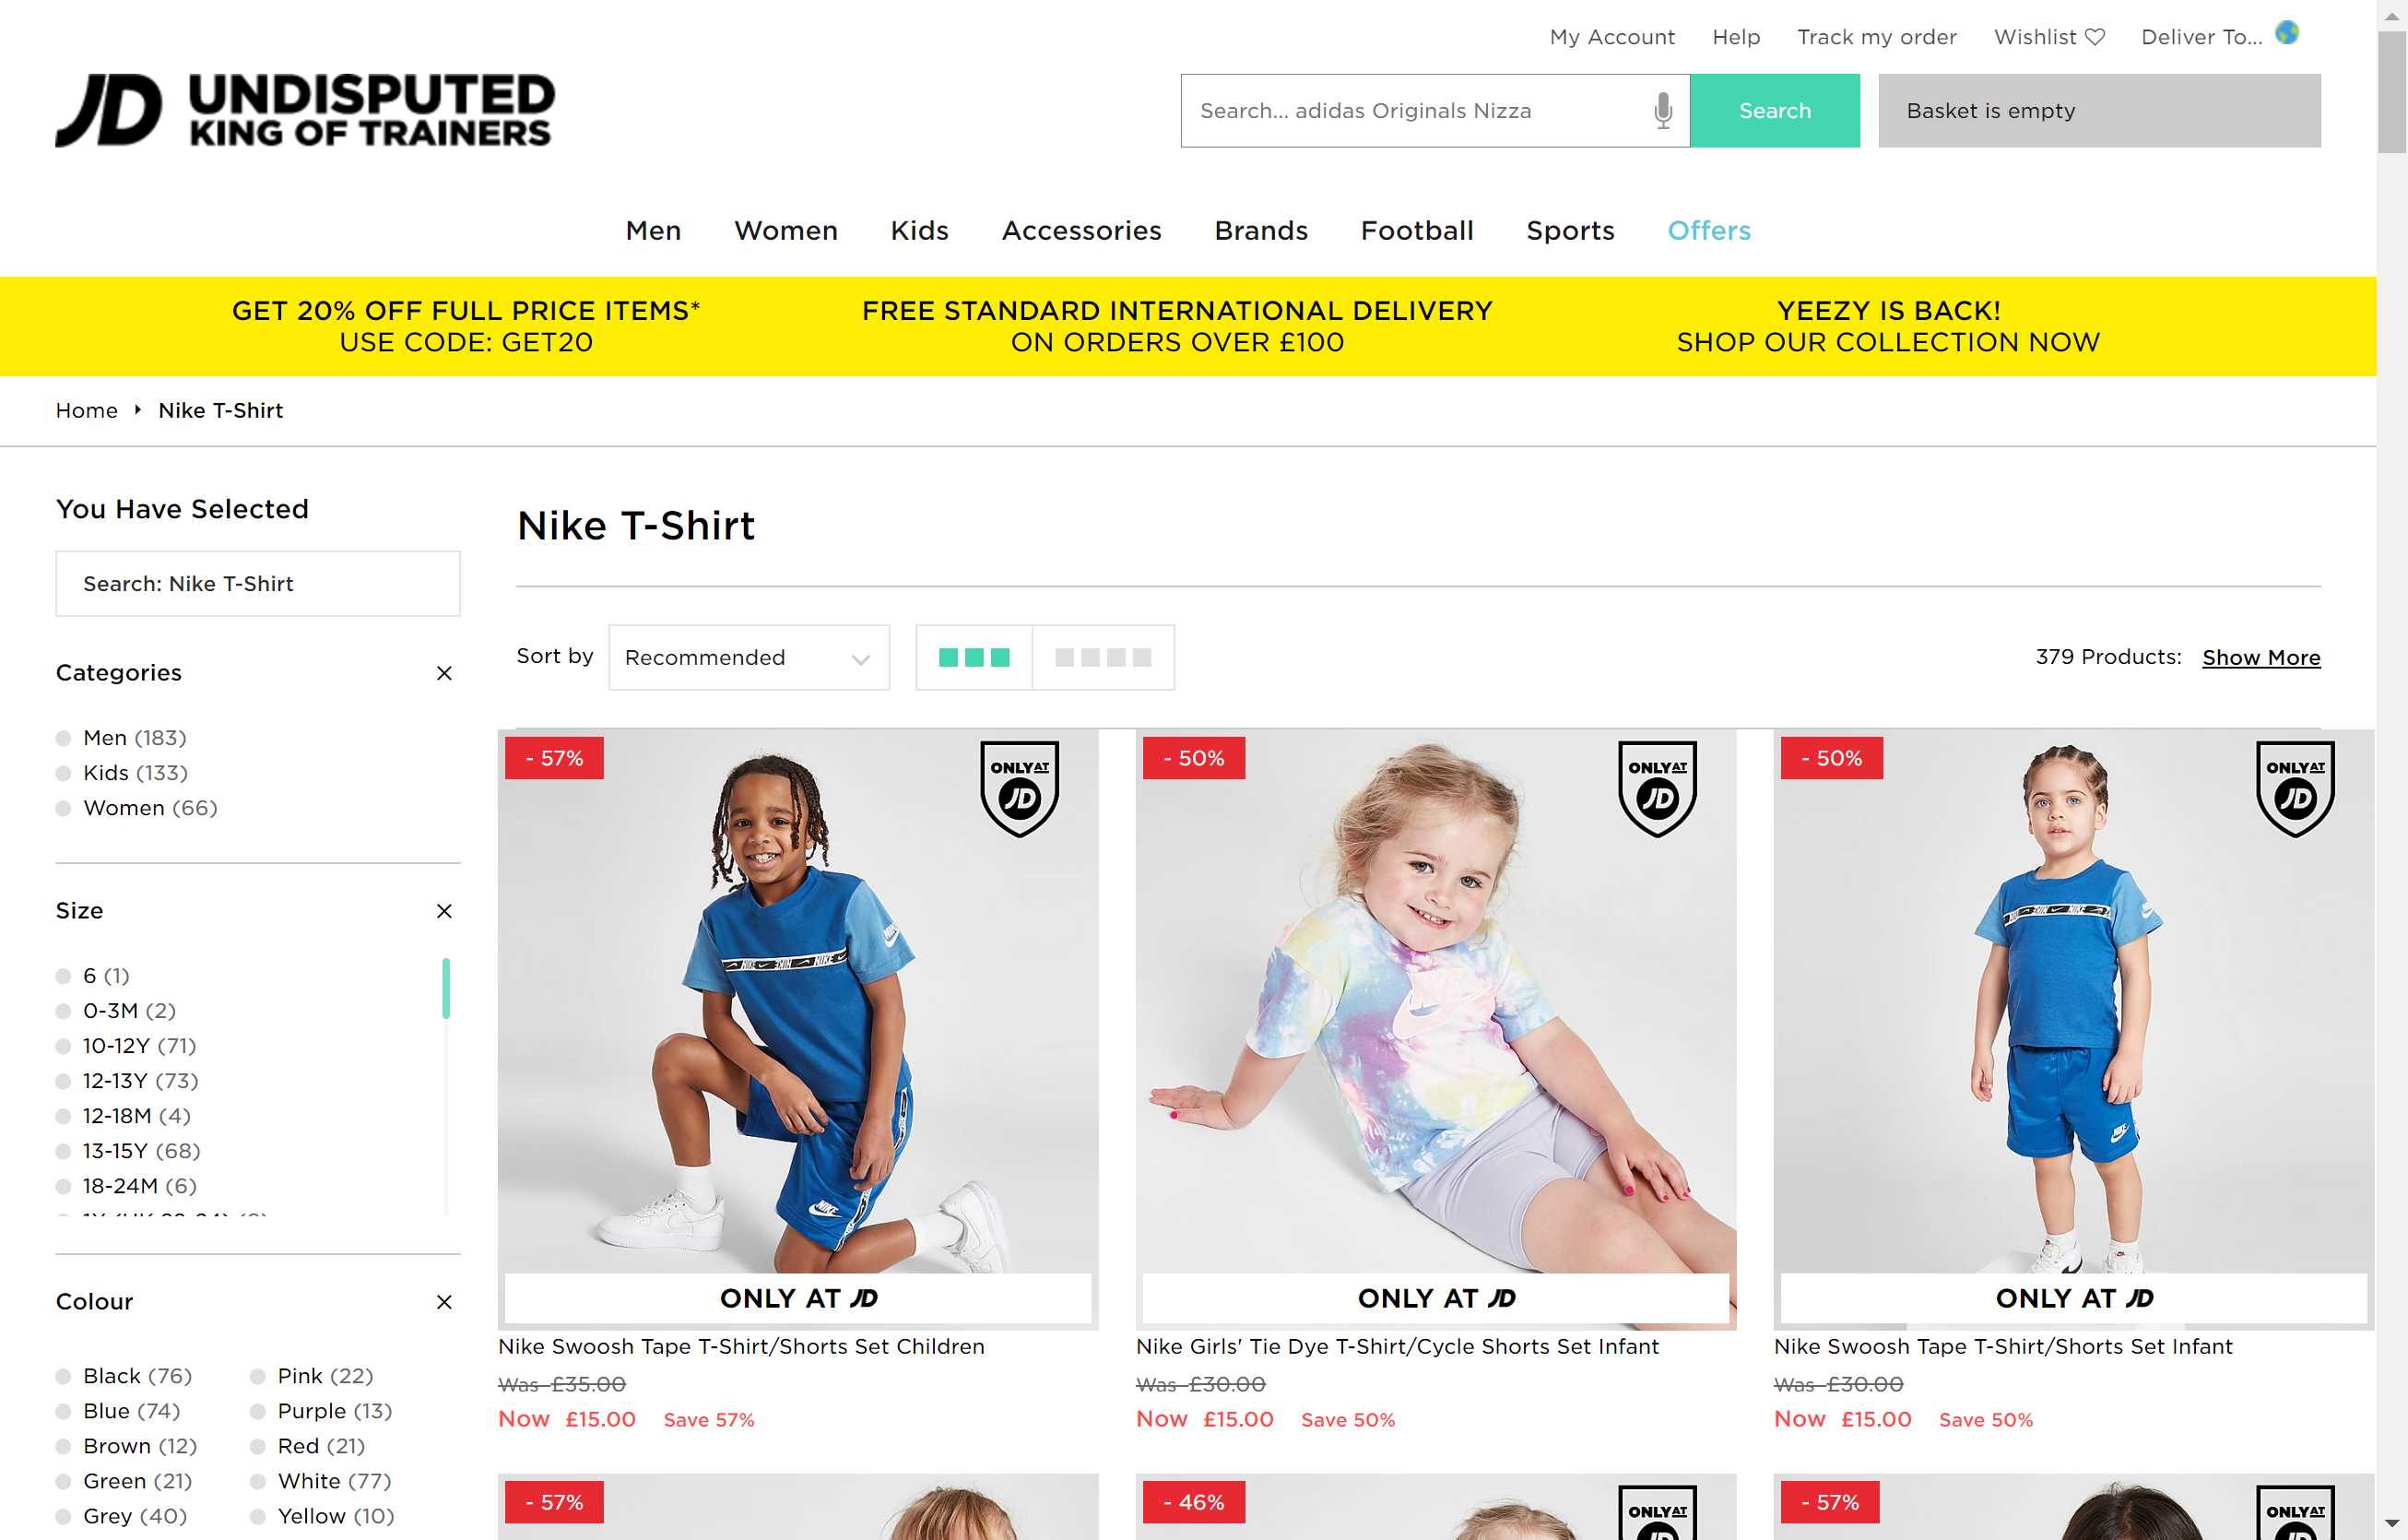 My Account Help Track my order Wishlist Deliver To...
JD UNDISPUTED
KING OF TRAINERS
Search... adidas Originals Nizza Search Basket is empty
Men Women Kids Accessories Brands Football Sports Offers
GET 20% OFF FULL PRICE ITEMS* FREE STANDARD INTERNATIONAL DELIVERY YEEZY IS BACK!
USE CODE: GET20 ON ORDERS OVER £100 SHOP OUR COLLECTION NOW
Home Nike T-Shirt
You Have Selected
Search: Nike T-Shirt
Categories
Men (183)
Kids (133)
Women (66)
Size
6 (1)
0-3M (2)
10-12Y (71)
12-13Y (73)
12-18M (4)
13-15Y (68)
18-24M (6)
Colour
Black (76) Pink (22)
Blue (74) Purple (13)
Brown (12) Red (21)
Green (21) White (77)
Grey (40) Yellow (10)
Nike T-Shirt
Sort by Recommended 379 Products: Show More
- 57% ONLY AT JD
NIKE
NIKE NIKE
NIKE
ONLY AT JD
Nike Swoosh Tape T-Shirt/Shorts Set Children
Was £35.00
Now £15.00 Save 57%
- 50% ONLY AT JD
ONLY AT JD
Nike Girls' Tie Dye T-Shirt/Cycle Shorts Set Infant
Was £30.00
Now £15.00 Save 50%
- 50% ONLY AT JD
NIKE
NIKE
NIKE
ONLY AT JD
Nike Swoosh Tape T-Shirt/Shorts Set Infant
Was £30.00
Now £15.00 Save 50%
- 57%
- 46% ONLY AT
- 57% ONLY AT